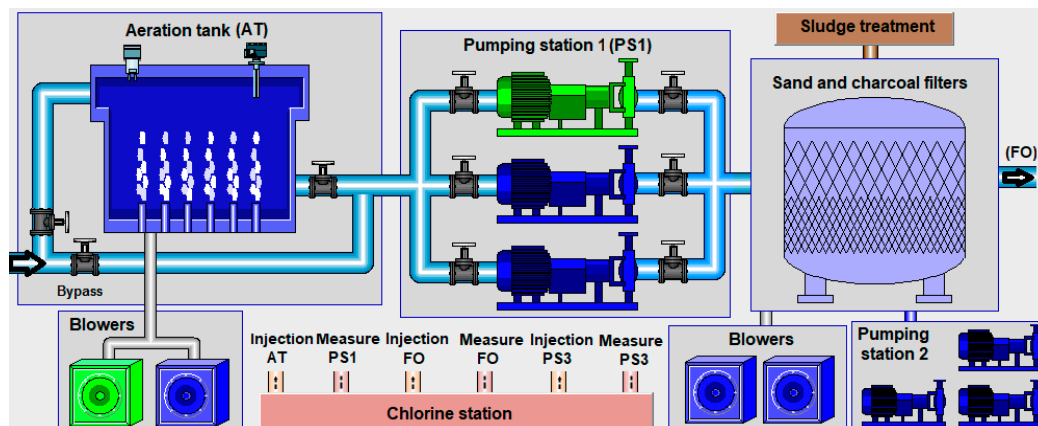 Aeration tank (AT)
Pumping station 1 (PS1)
Sludge treatment
Sand and charcoal filters
(FO)
Bypass
Blowers
Injection
AT
Measure
PS1
Injection
FO
Measure
FO
Injection
PS3
Measure
PS3
Chlorine station
Blowers
Pumping
station 2